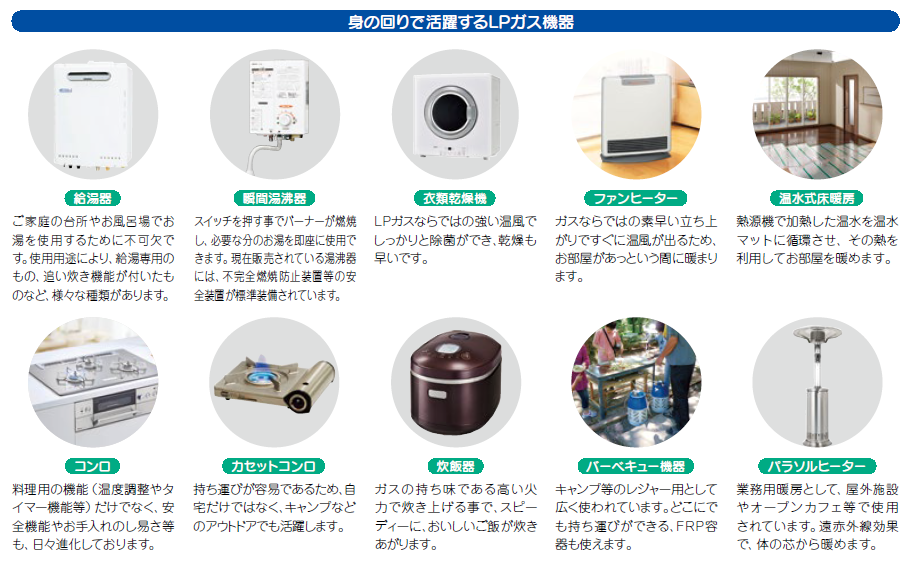 身の回りで活躍するLPガス機器
給湯器
ご家庭の台所やお風呂場でお
湯を使用するために不可欠で
す。使用用途により、給湯専用の
もの、追い炊き機能が付いたも
のなど、様々な種類があります。
瞬間湯沸器
スイッチを押す事でバーナーが燃焼
し、必要な分のお湯を即座に使用で
きます。現在販売されている湯沸器
には、不完全燃焼防止装置等の安
全装置が標準装備されています。
衣類乾燥機
LPガスならではの強い温風で
しっかりと除菌ができ、乾燥も
早いです。
ファンヒーター
ガスならではの素早い立ち上
がりですぐに温風が出るため、
お部屋があっという間に暖まり
ます。
温水式床暖房
熱源機で加熱した温水を温水
マットに循環させ、その熱を
利用してお部屋を暖めます。
コンロ
料理用の機能（温度調整やタ
イマー機能等）だけでなく、安
全機能やお手入れのし易さ等
も、日々進化しております。
カセットコンロ
持ち運びが容易であるため、自
宅だけではなく、キャンプなど
のアウトドアでも活躍します。
炊飯器
ガスの持ち味である高い火
力で炊き上げる事で、スピー
ディーに、おいしいご飯が炊き
あがります。
バーベキュー機器
キャンプ等のレジャー用として
広く使われています。どこにで
も持ち運びができる、FRP容
器も使えます。
パラソルヒーター
業務用暖房として、屋外施設
やオープンカフェ等で使用
されています。遠赤外線効果
で、体の芯から暖めます。